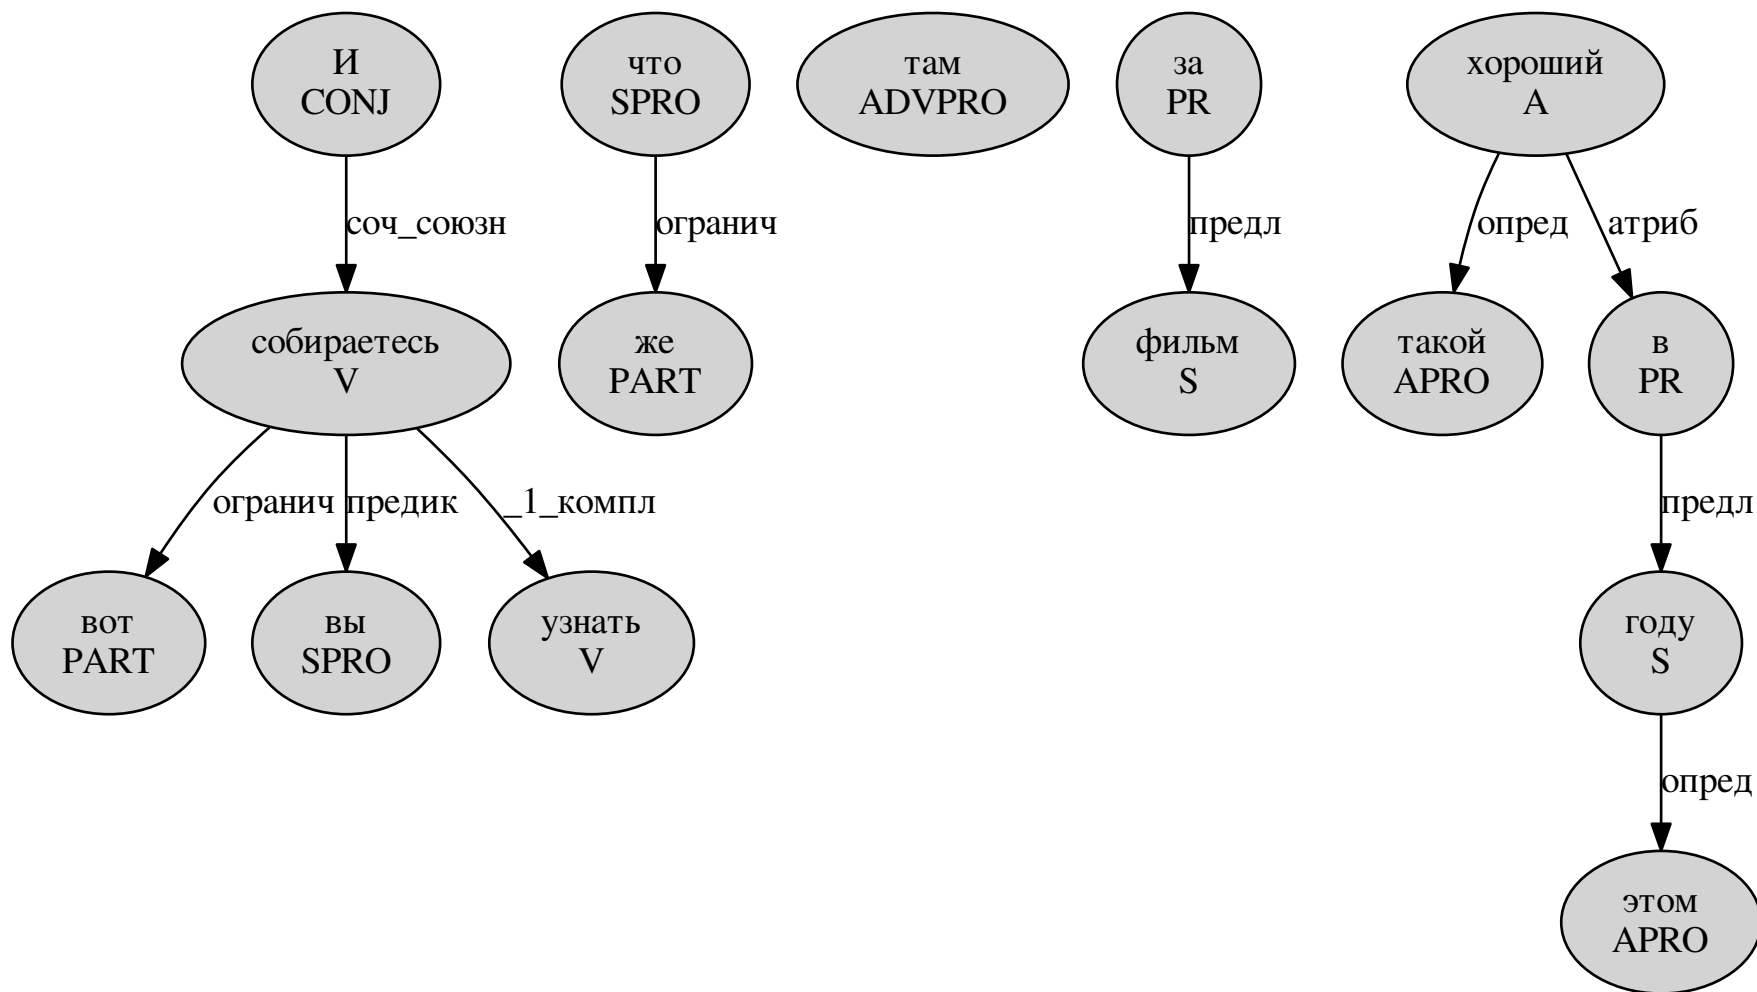 И
CONJ
что
SPRO
там
ADVPRO
за
PR
хороший
A
соч_союзн
огранич
предл
опред
атриб
собираетесь
V
же
PART
фильм
S
такой
APRO
в
PR
огранич
предик
_1_компл
предл
вот
PART
вы
SPRO
узнать
V
году
S
опред
этом
APRO